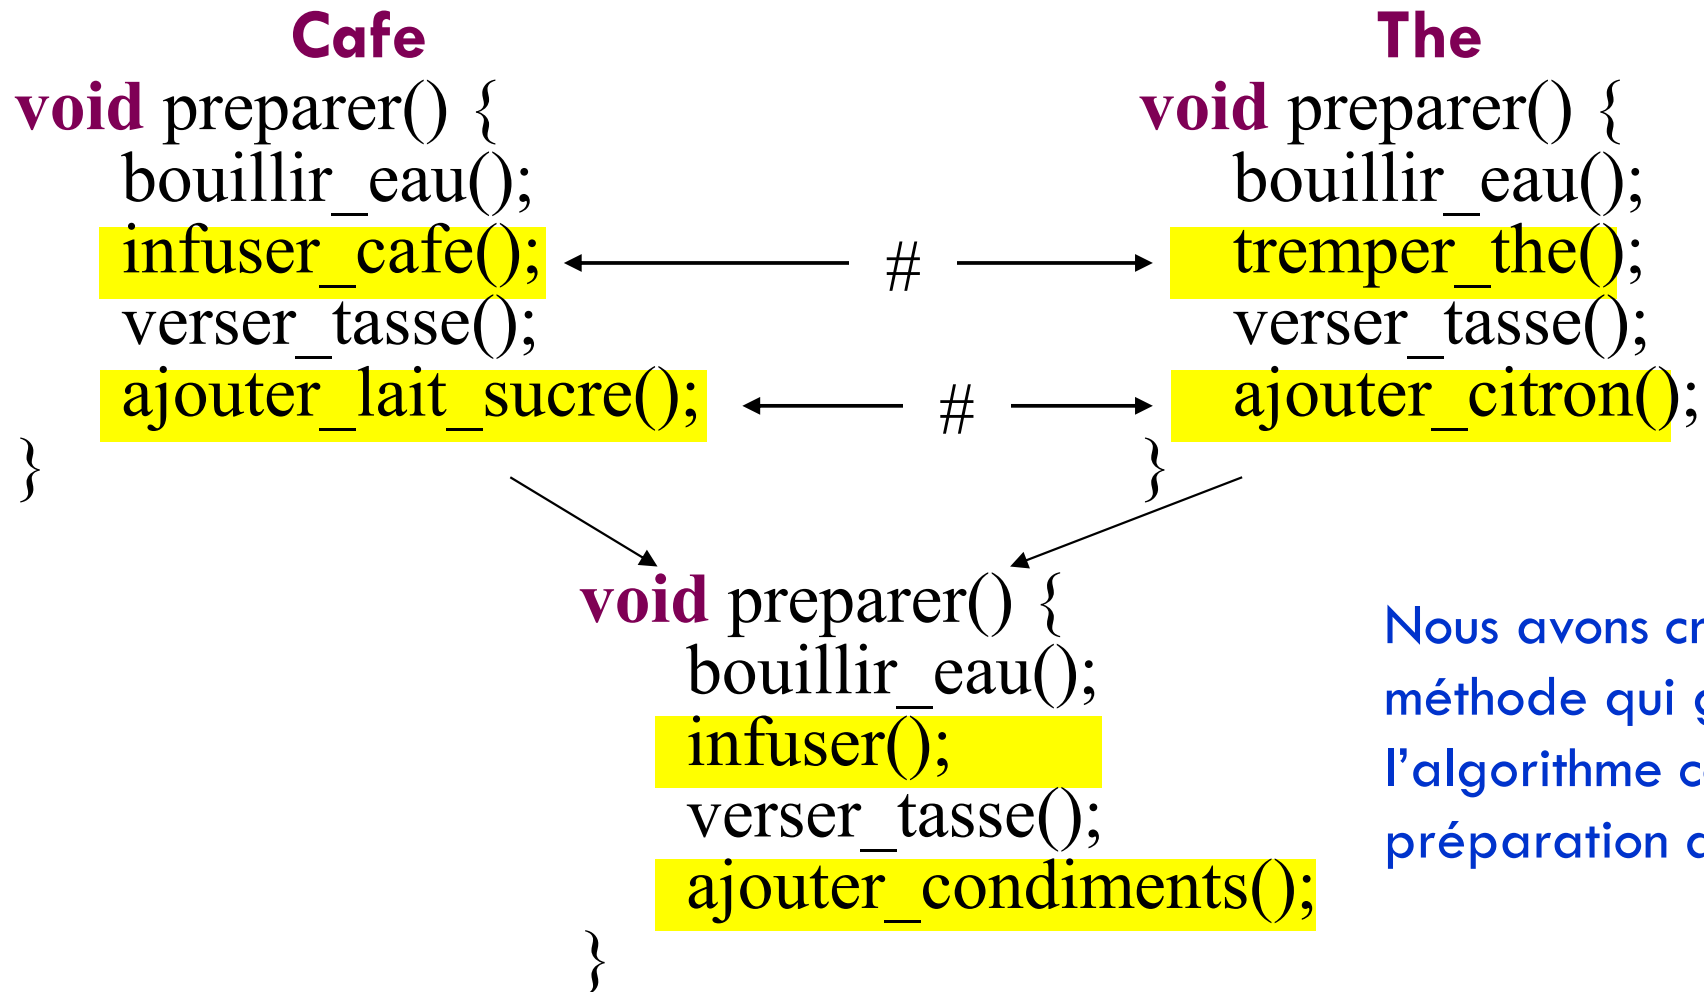 Cafe
void preparer() {
bouillir_eau();
infuser_cafe();
verser_tasse();
ajouter_lait_sucre();
}
#
#
The
void preparer() {
bouillir_eau();
tremper_the();
verser_tasse();
ajouter_citron();
}
void preparer() {
bouillir_eau();
infuser();
verser_tasse();
ajouter_condiments();
}
Nous avons
méthode qui
l’algorithme
préparation